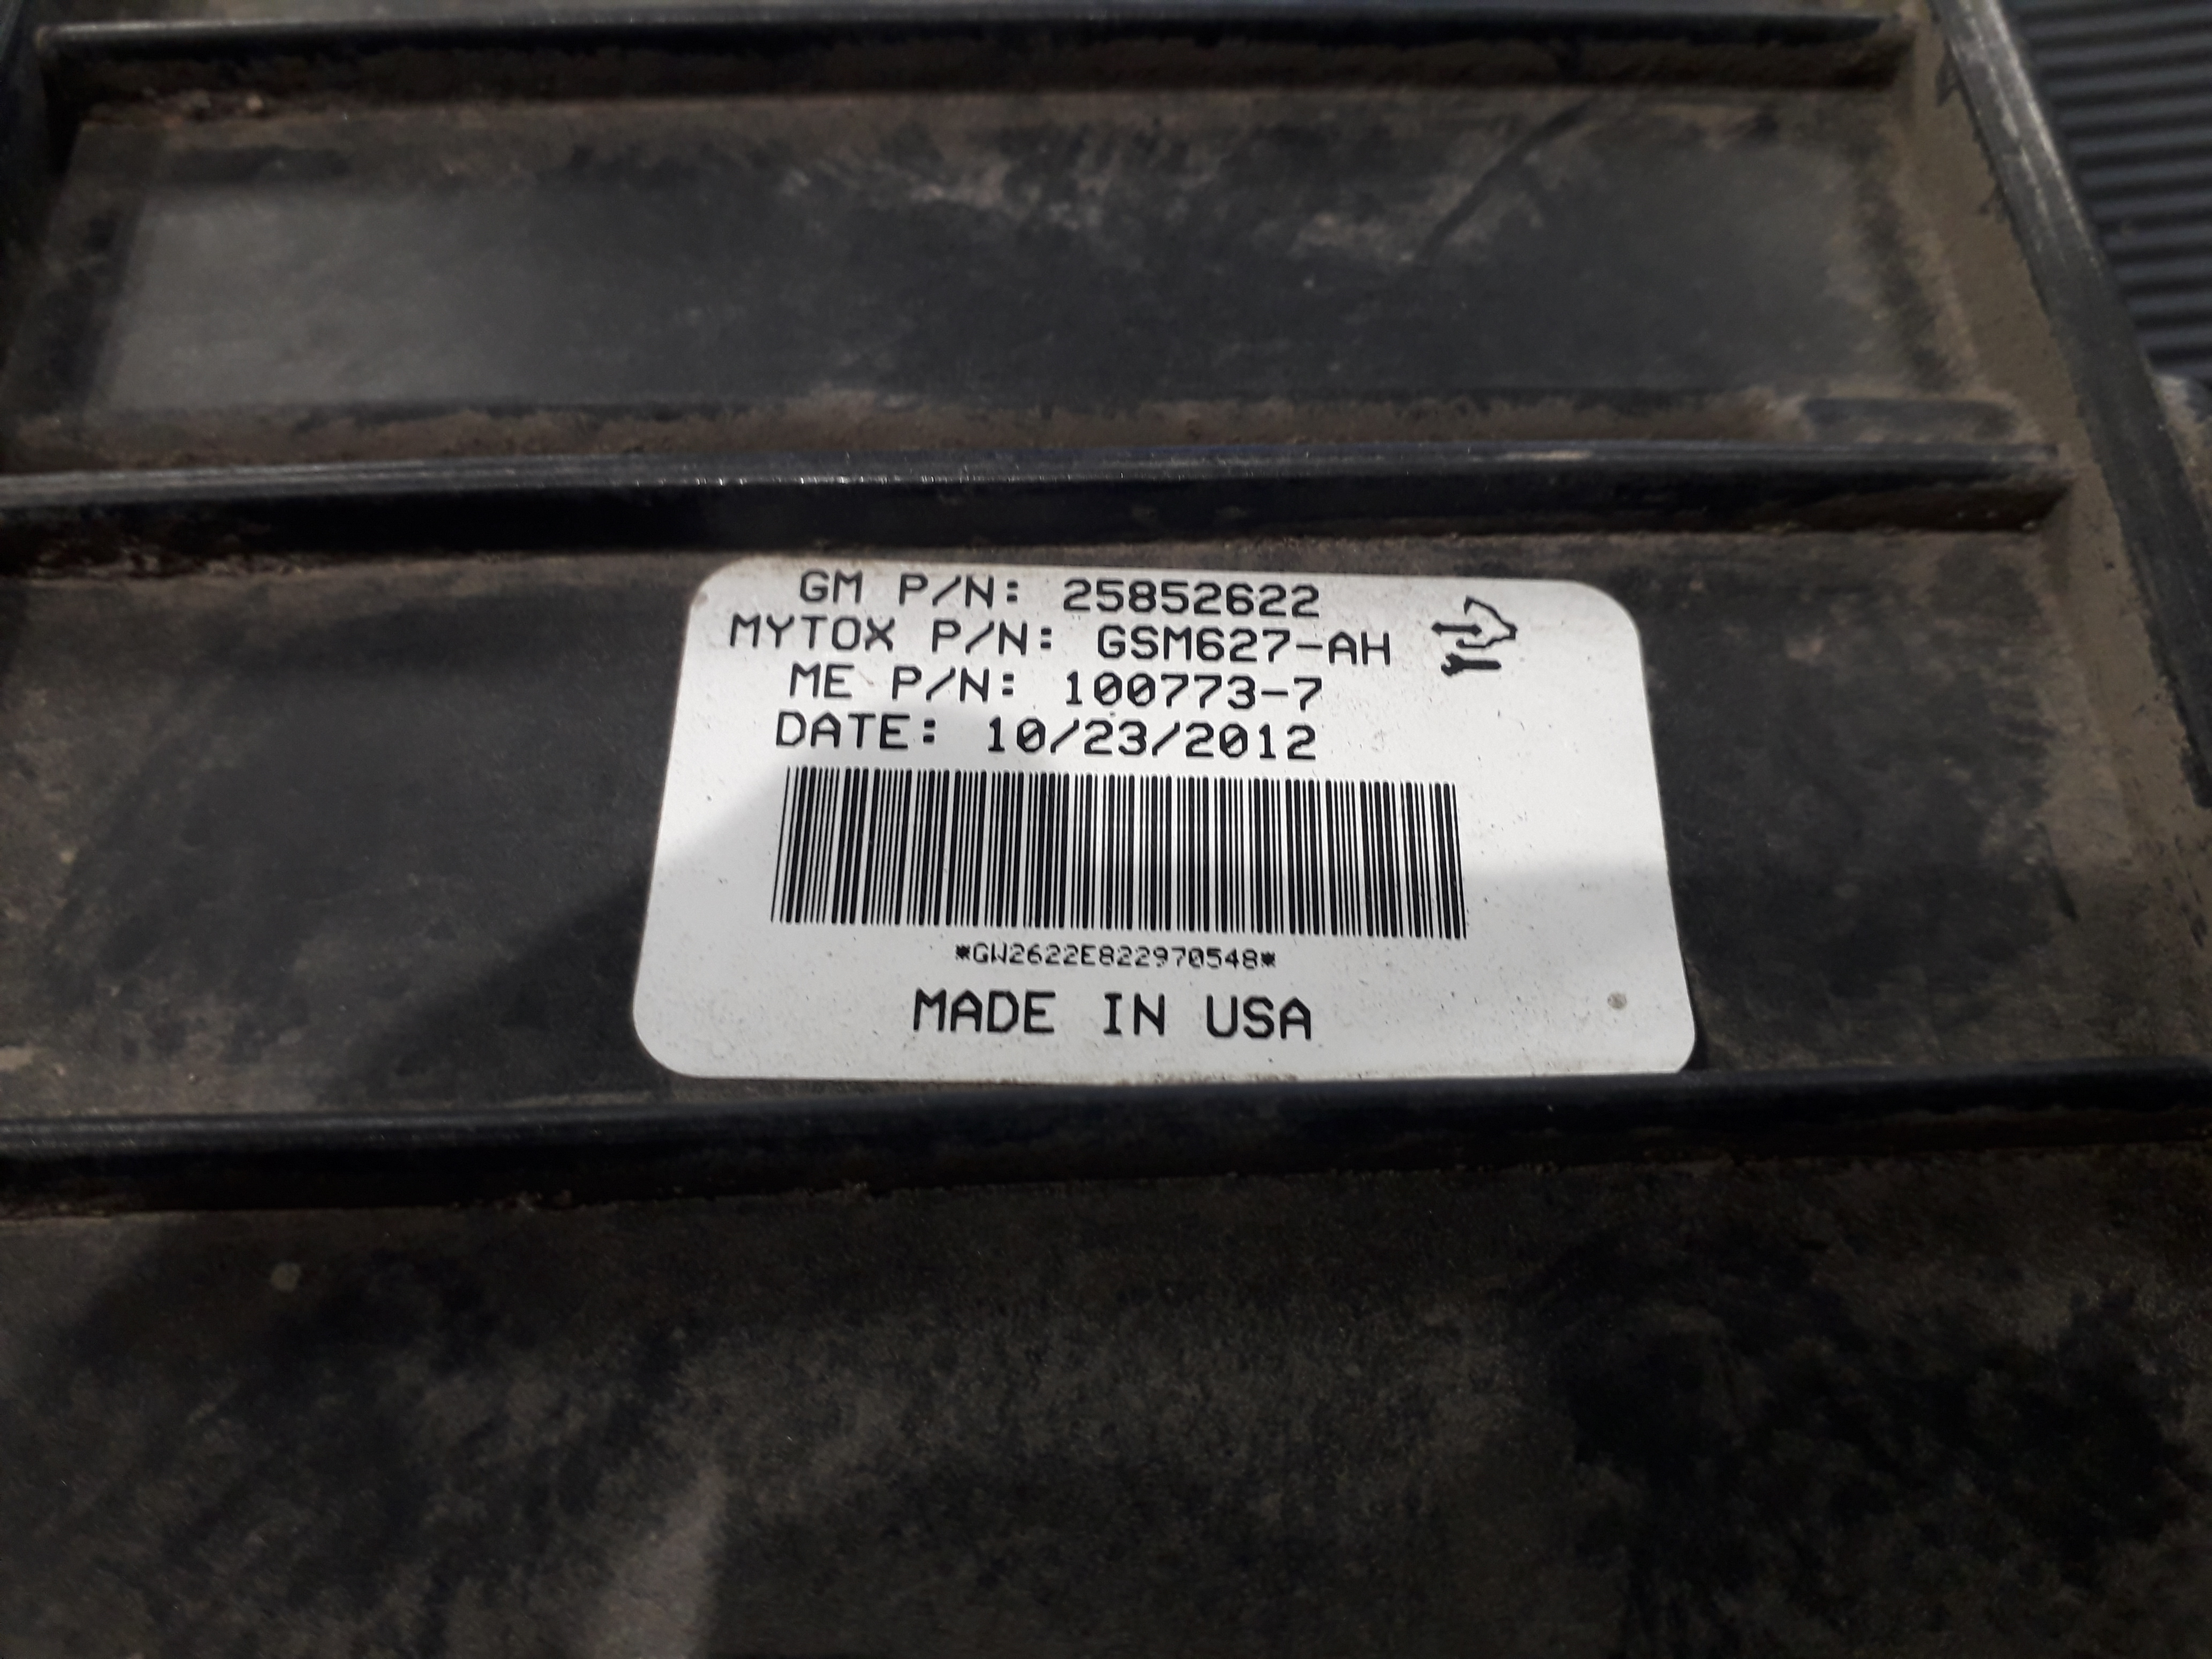 GM P/N: 25852622
MYTOX P/N: GSM627-AH
ME P/N: 100773-7
DATE: 10/23/2012
*GW2622E822970548*
MADE IN USA